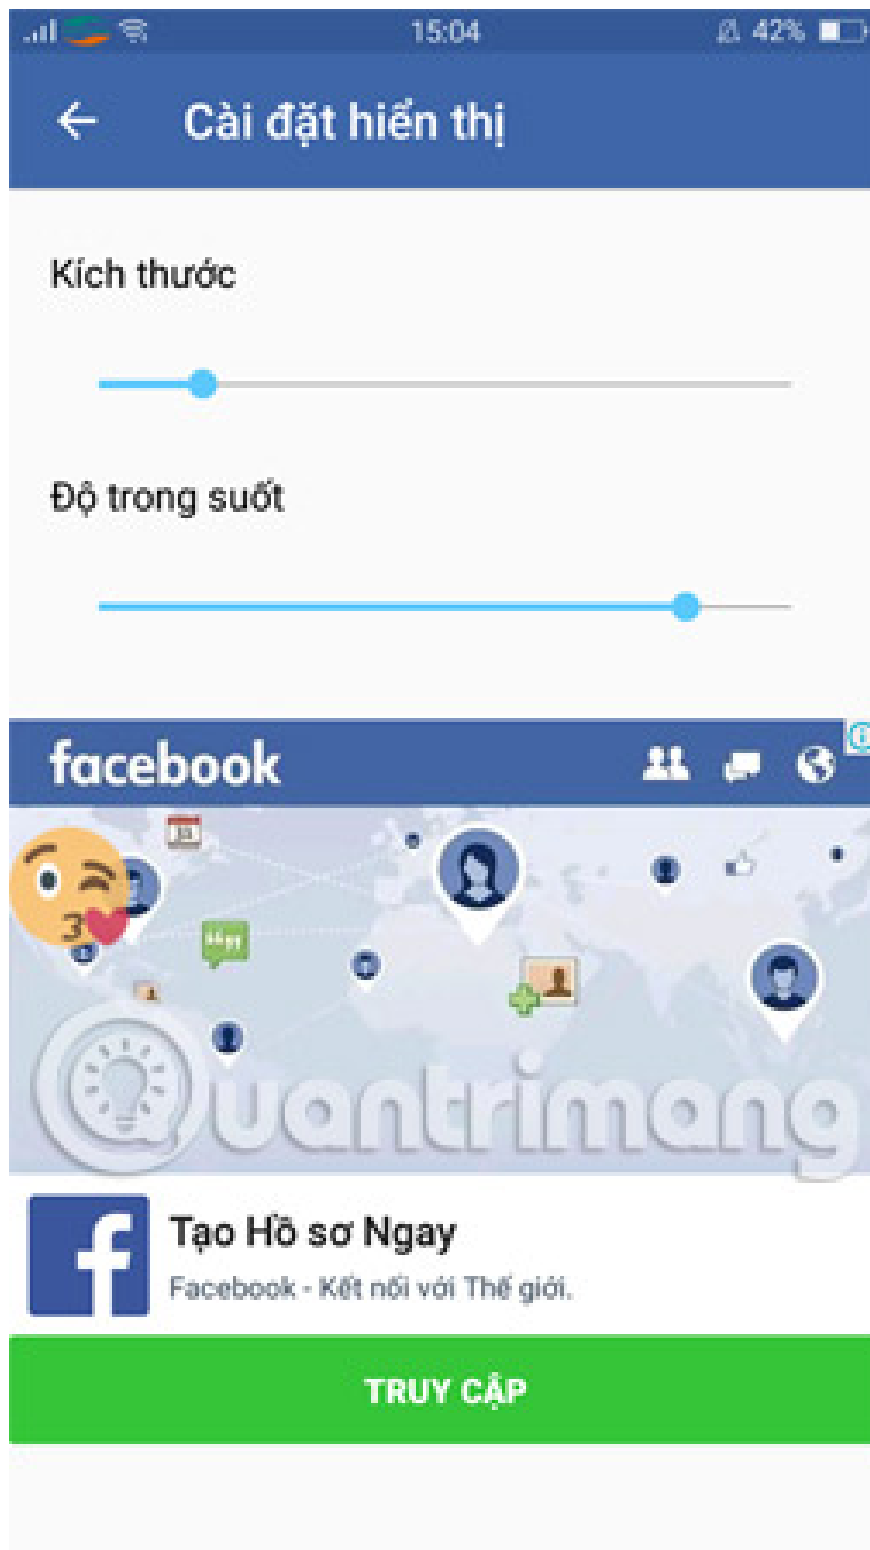 15:04
42%
Cài đặt hiển thị
Kích thước
Độ trong suốt
facebook
31
Quantrimang
f
Tạo Hồ sơ Ngay
Facebook - Kết nối với Thế giới.
TRUY CẬP